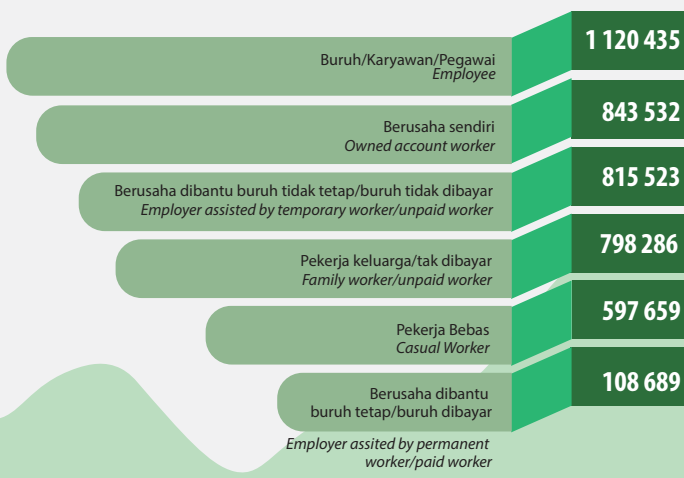 Buruh/Karyawan/Pegawai
Employee
1 120 435
Berusaha sendiri
Owned account worker
843 532
Berusaha dibantu buruh tidak tetap/buruh tidak dibayar
Employer assisted by temporary worker/unpaid worker
815 523
Pekerja keluarga/tak dibayar
Family worker/unpaid worker
798 286
Pekerja Bebas
Casual Worker
597 659
Berusaha dibantu
buruh tetap/buruh dibayar
Employer assited by permanent
worker/paid worker
108 689